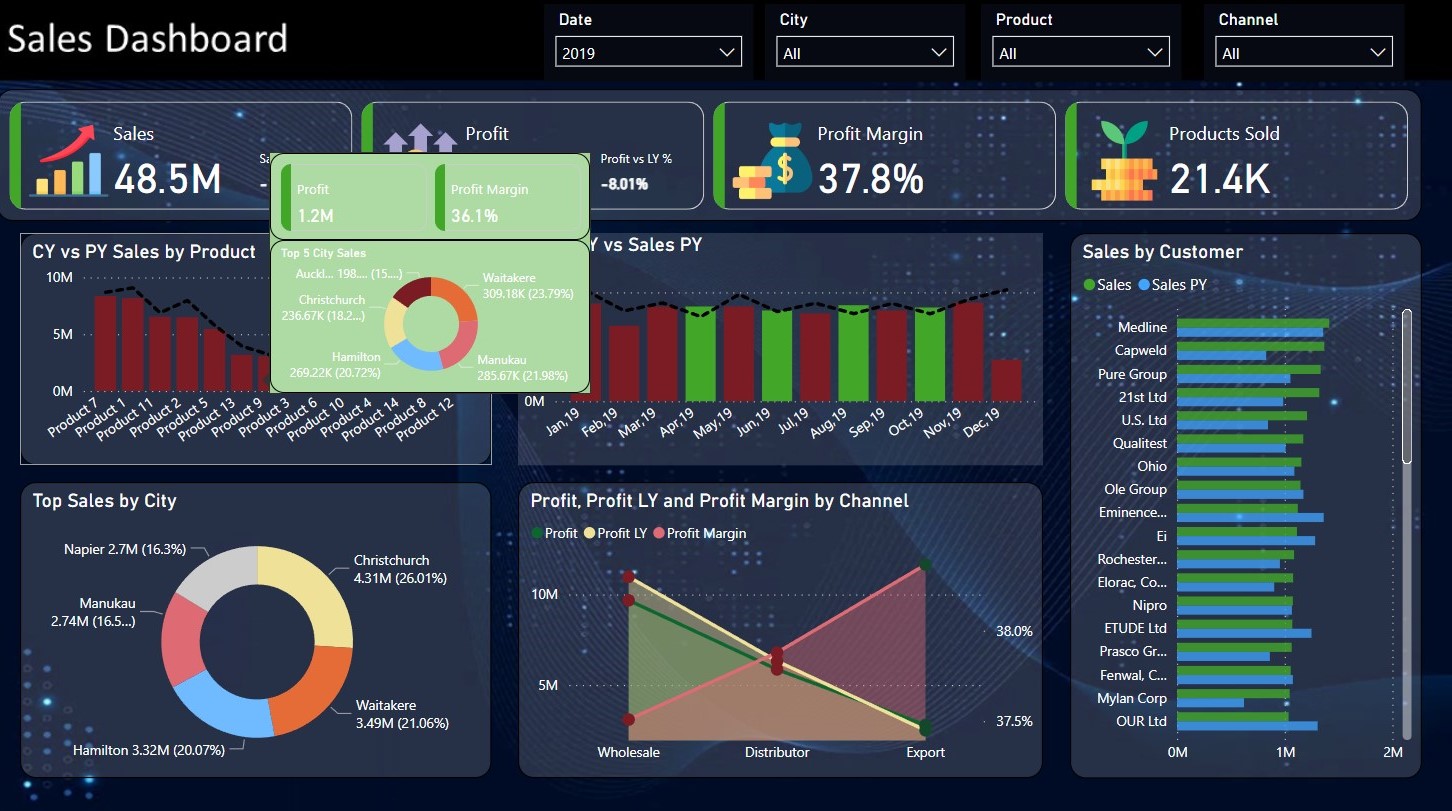 Sales Dashboard
Date
2019
City
All
Product
All
Channel
All
Sales
48.5M
Profit
Profit vs LY %
-8.01%
Profit Margin
37.8%
$
Products Sold
21.4K
Profit
1.2M
Profit Margin
36.1%
Top 5 City Sales
Auckl... 198.... (15....)
Waitakere
309.18K (23.79%)
Christchurch
236.67K (18.2...)
Hamilton
269.22K (20.72%)
Manukau
285.67K (21.98%)
CY vs PY Sales by Product
10M
5M
0M
Product 7
Product 1
Product 11
Product 2
Product 5
Product 13
Product 9
Product 3
Product 6
Product 10
Product 4
Product 14
Product 8
Product 12
Y vs Sales PY
0M
Jan,19
Feb, 19
Mar, 19
Apr, 19
May,19
Jun,19
Jul,19
Aug,19
Sep,19
Oct,19
Nov,19
Dec,19
Sales by Customer
Sales Sales PY
Medline
Capweld
Pure Group
21st Ltd
U.S. Ltd
Qualitest
Ohio
Ole Group
Eminence...
Ei
Rochester...
Elorac, Co...
Nipro
ETUDE Ltd
Prasco Gr...
Fenwal, C...
Mylan Corp
OUR Ltd
0M 1M 2M
Top Sales by City
Napier 2.7M (16.3%)
Christchurch
4.31M (26.01%)
Manukau
2.74M (16.5...)
Waitakere
3.49M (21.06%)
Hamilton 3.32M (20.07%)
Profit, Profit LY and Profit Margin by Channel
Profit Profit LY Profit Margin
10M
5M
38.0%
37.5%
Wholesale Distributor Export